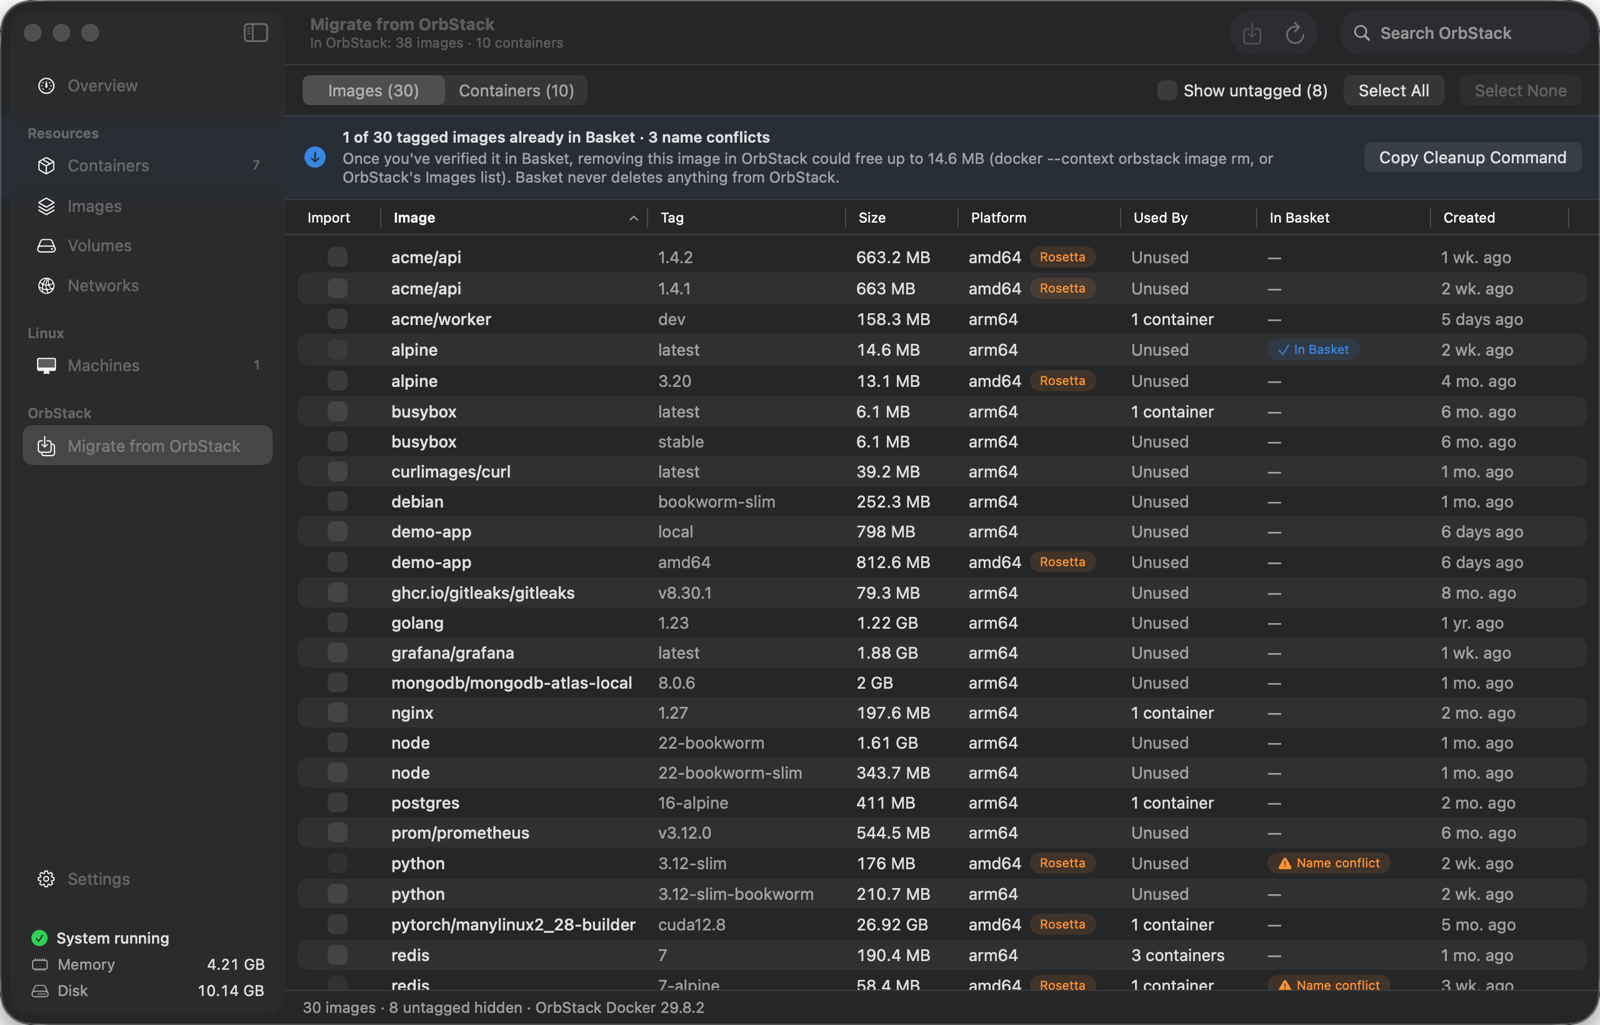 Migrate from OrbStack
In OrbStack: 38 images · 10 containers
Search OrbStack
Overview
Resources
Containers 7
Images
Volumes
Networks
Linux
Machines 1
OrbStack
Migrate from OrbStack
Settings
System running
Memory 4.21 GB
Disk 10.14 GB
Images (30) Containers (10) Show untagged (8) Select All Select None
1 of 30 tagged images already in Basket · 3 name conflicts
Once you've verified it in Basket, removing this image in OrbStack could free up to 14.6 MB (docker --context orbstack image rm, or
OrbStack's Images list). Basket never deletes anything from OrbStack.
Copy Cleanup Command
Import Image Tag Size Platform Used By In Basket Created
acme/api 1.4.2 663.2 MB amd64 Rosetta Unused — 1 wk. ago
acme/api 1.4.1 663 MB amd64 Rosetta Unused — 2 wk. ago
acme/worker dev 158.3 MB arm64 1 container — 5 days ago
alpine latest 14.6 MB arm64 Unused In Basket 2 wk. ago
alpine 3.20 13.1 MB amd64 Rosetta Unused — 4 mo. ago
busybox latest 6.1 MB arm64 1 container — 6 mo. ago
busybox stable 6.1 MB arm64 Unused — 6 mo. ago
curlimages/curl latest 39.2 MB arm64 Unused — 1 mo. ago
debian bookworm-slim 252.3 MB arm64 Unused — 1 mo. ago
demo-app local 798 MB arm64 Unused — 6 days ago
demo-app amd64 812.6 MB amd64 Rosetta Unused — 6 days ago
ghcr.io/gitleaks/gitleaks v8.30.1 79.3 MB arm64 Unused — 8 mo. ago
golang 1.23 1.22 GB arm64 Unused — 1 yr. ago
grafana/grafana latest 1.88 GB arm64 Unused — 1 wk. ago
mongodb/mongodb-atlas-local 8.0.6 2 GB arm64 Unused — 1 mo. ago
nginx 1.27 197.6 MB arm64 1 container — 2 mo. ago
node 22-bookworm 1.61 GB arm64 Unused — 1 mo. ago
node 22-bookworm-slim 343.7 MB arm64 Unused — 1 mo. ago
postgres 16-alpine 411 MB arm64 1 container — 2 mo. ago
prom/prometheus v3.12.0 544.5 MB arm64 Unused — 6 mo. ago
python 3.12-slim 176 MB amd64 Rosetta Unused Name conflict 2 wk. ago
python 3.12-slim-bookworm 210.7 MB arm64 Unused — 2 wk. ago
pytorch/manylinux2_28-builder cuda12.8 26.92 GB amd64 Rosetta 1 container — 5 mo. ago
redis 7 190.4 MB arm64 3 containers — 1 mo. ago
redis 7-alpine 58.4 MB amd64 Rosetta 1 container Name conflict 3 wk. ago
30 images · 8 untagged hidden · OrbStack Docker 29.8.2